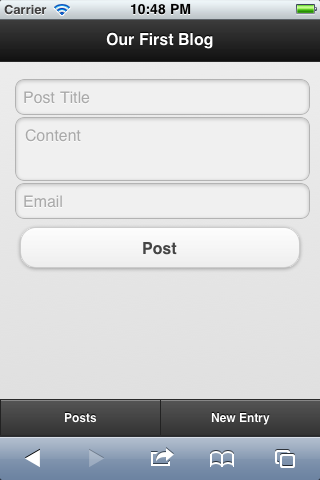 Carrier 10:48 PM
Our First Blog
Post Title
Content
Email
Post
Posts New Entry